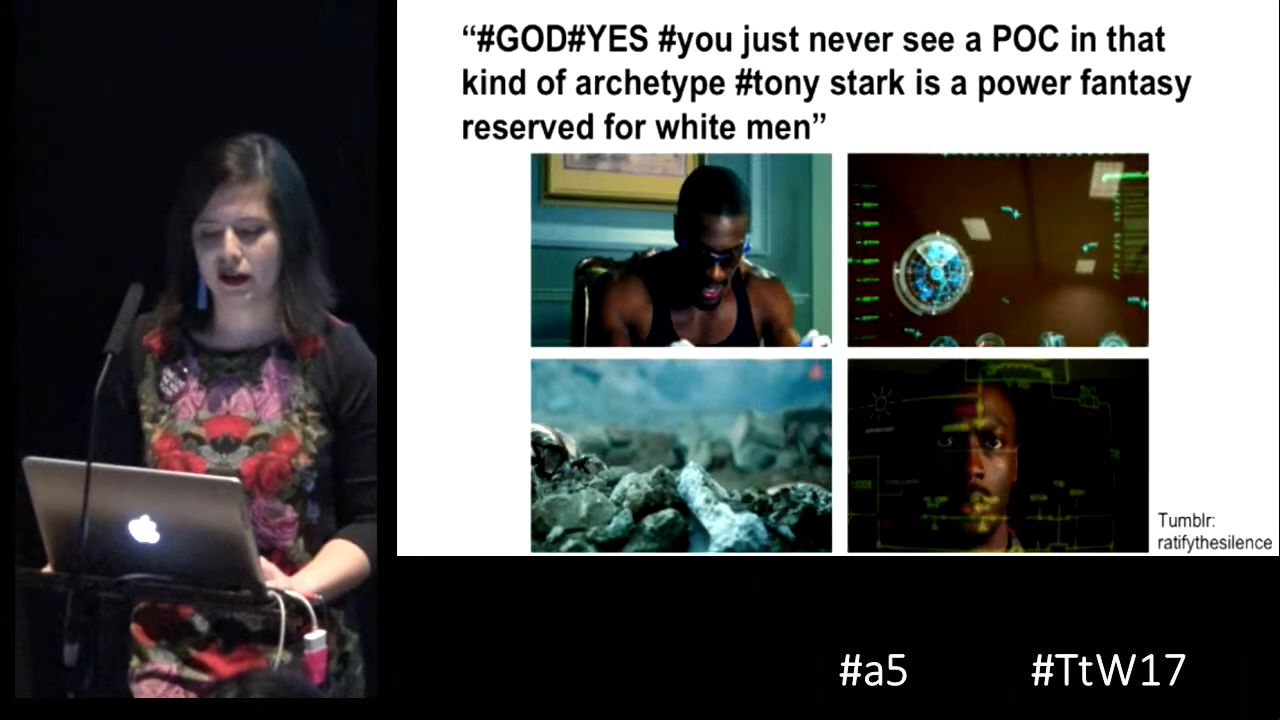 “#GOD#YES #you just never see a POC in that
kind of archetype #tony stark is a power fantasy
reserved for white men”
Tumblr:
ratifythesilence
#a5
#TtW17